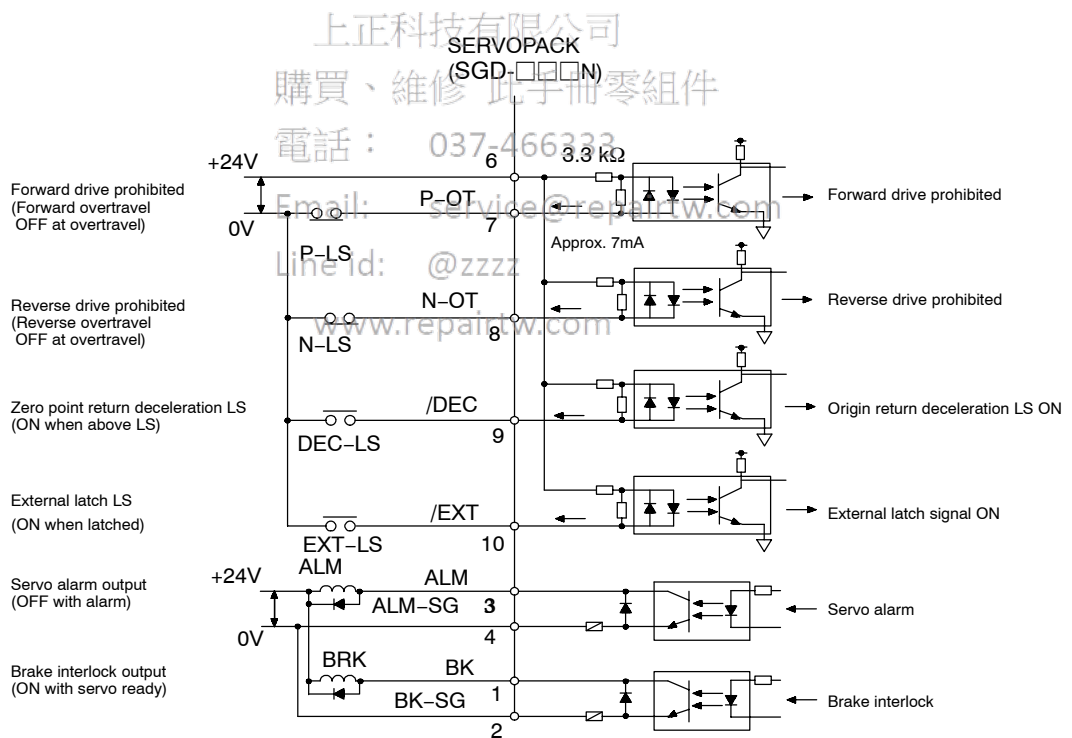 上正科技有限公司
SERVOPACK
(SGD-□□□N)
購買、維修 此手冊零組件
電話： 037-466333
+24V
6
3.3 kΩ
Forward drive prohibited
(Forward overtravel
OFF at overtravel)
P-OT
Forward drive prohibited
Email: service@repairtw.com
0V
7
P-LS
Approx. 7mA
Line id: @zzzz
Reverse drive prohibited
(Reverse overtravel
OFF at overtravel)
N-OT
Reverse drive prohibited
www.repairtw.com
8
N-LS
Zero point return deceleration LS
(ON when above LS)
/DEC
Origin return deceleration LS ON
9
DEC-LS
External latch LS
(ON when latched)
/EXT
External latch signal ON
10
EXT-LS
ALM
Servo alarm output
(OFF with alarm)
+24V
ALM
ALM-SG
3
Servo alarm
0V
4
Brake interlock output
(ON with servo ready)
BRK
BK
1
BK-SG
Brake interlock
2